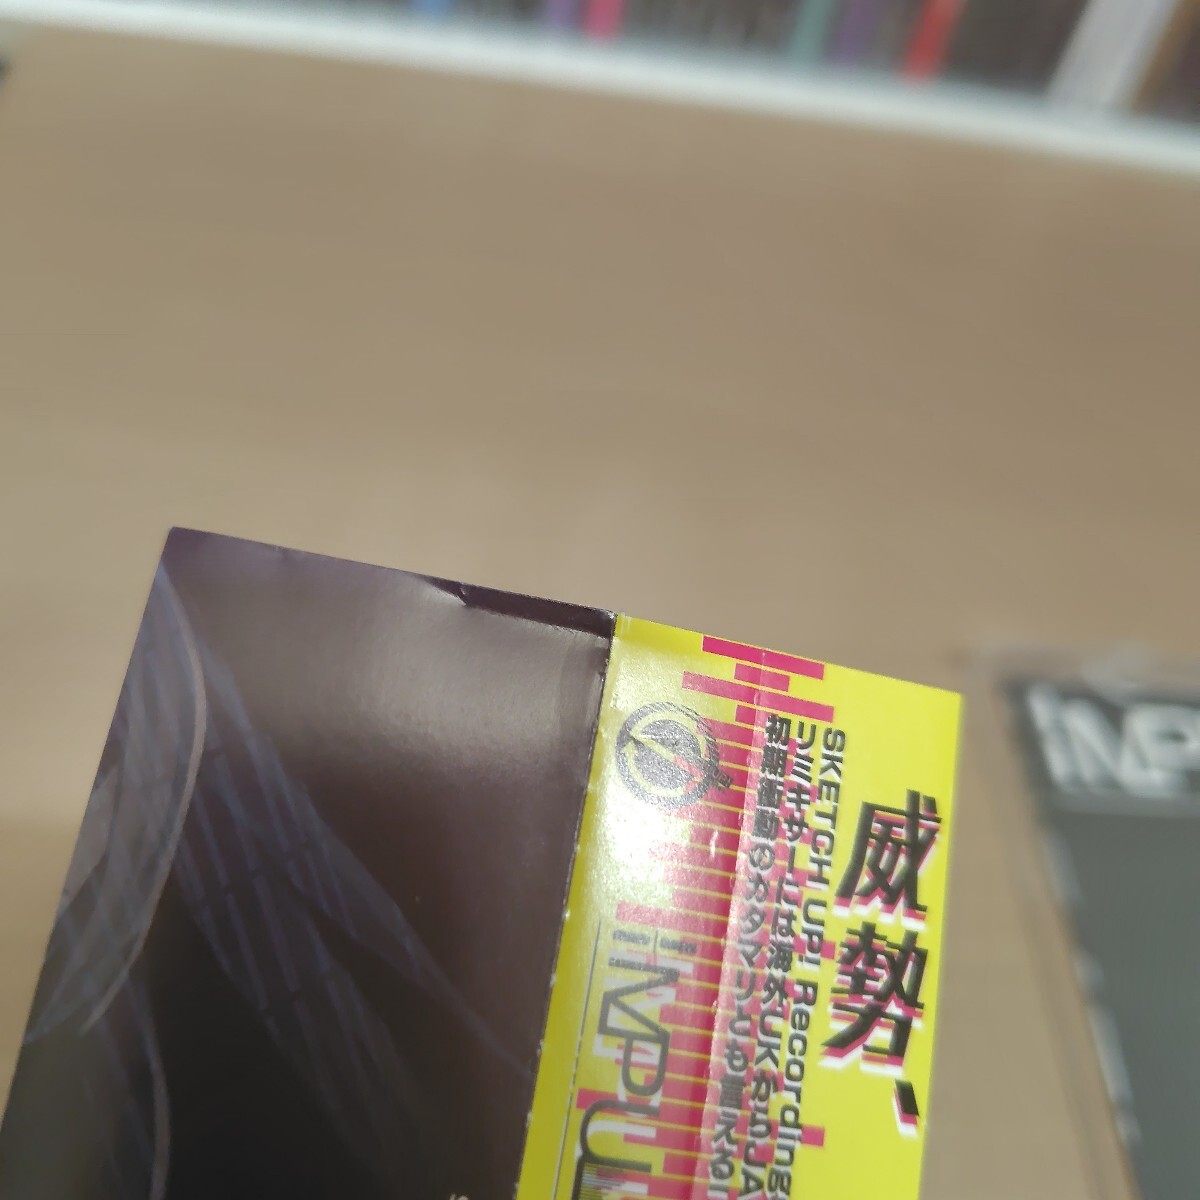 威勢、
SKETCH UP! Recordings
リミキサーには海外UKからJA
初期衝動のカタマリとも言える
iMPU
iMP